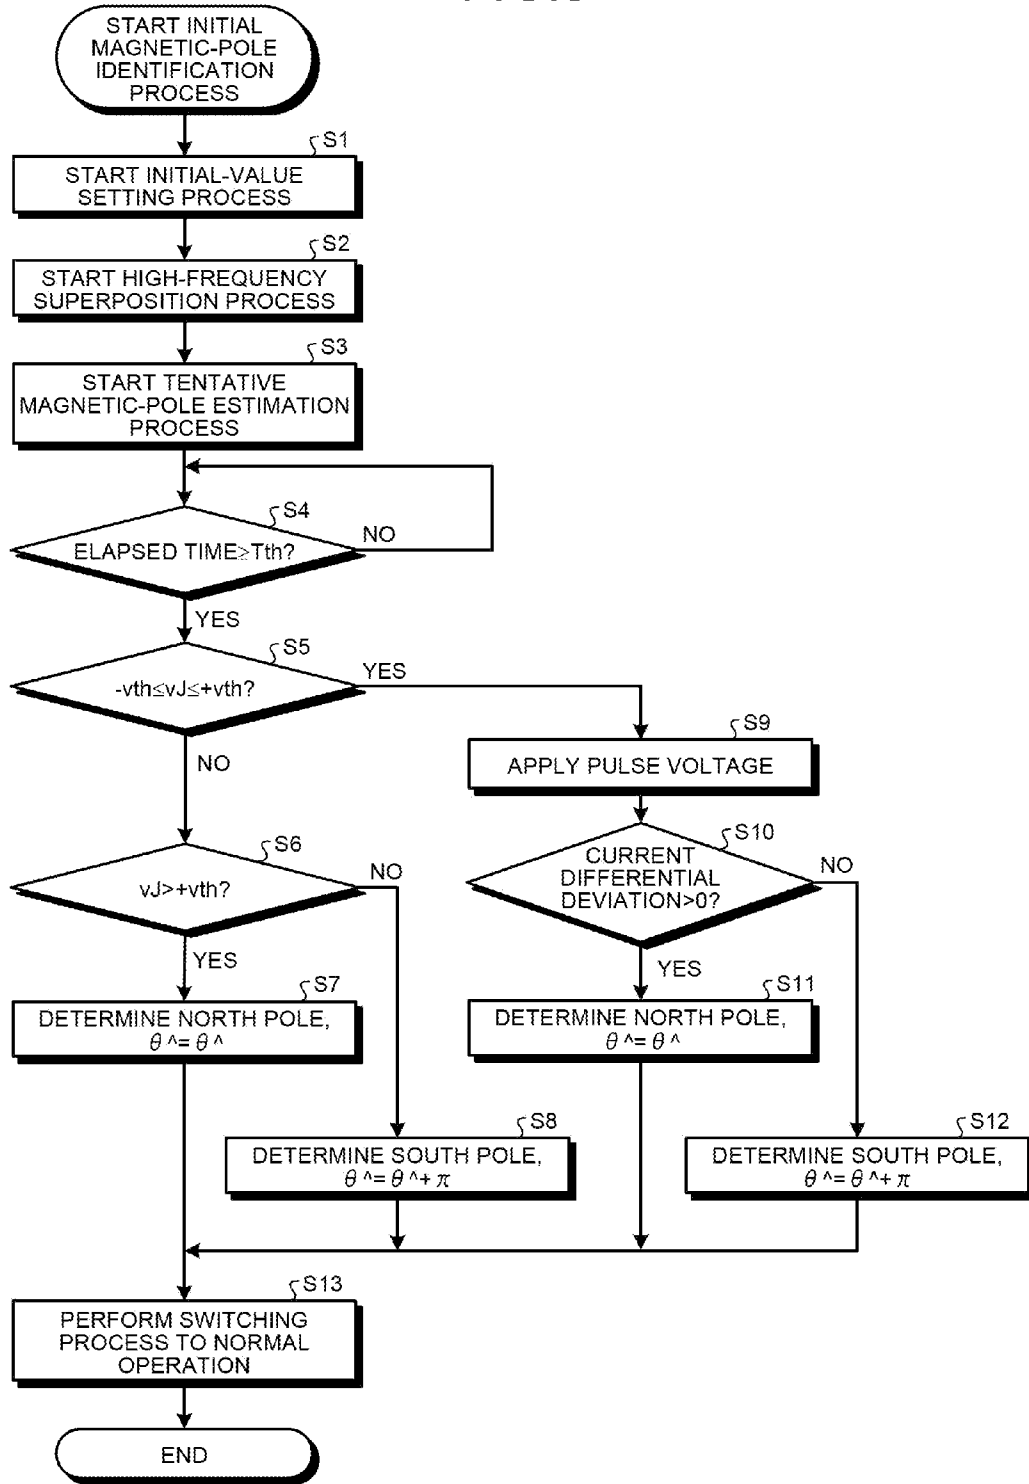 START INITIAL
MAGNETIC-POLE
IDENTIFICATION
PROCESS
S1
START INITIAL-VALUE
SETTING PROCESS
S2
START HIGH-FREQUENCY
SUPERPOSITION PROCESS
S3
START TENTATIVE
MAGNETIC-POLE ESTIMATION
PROCESS
S4
ELAPSED TIME≥Tth?
NO
YES
S5
-vth≤vJ≤+vth?
YES
NO
S9
APPLY PULSE VOLTAGE
S6
vJ>+vth?
NO
YES
S10
CURRENT
DIFFERENTIAL
DEVIATION>0?
NO
YES
S7
DETERMINE NORTH POLE,
θ^=θ^
S11
DETERMINE NORTH POLE,
θ^=θ^
S8
DETERMINE SOUTH POLE,
θ^=θ^+π
S12
DETERMINE SOUTH POLE,
θ^=θ^+π
S13
PERFORM SWITCHING
PROCESS TO NORMAL
OPERATION
END